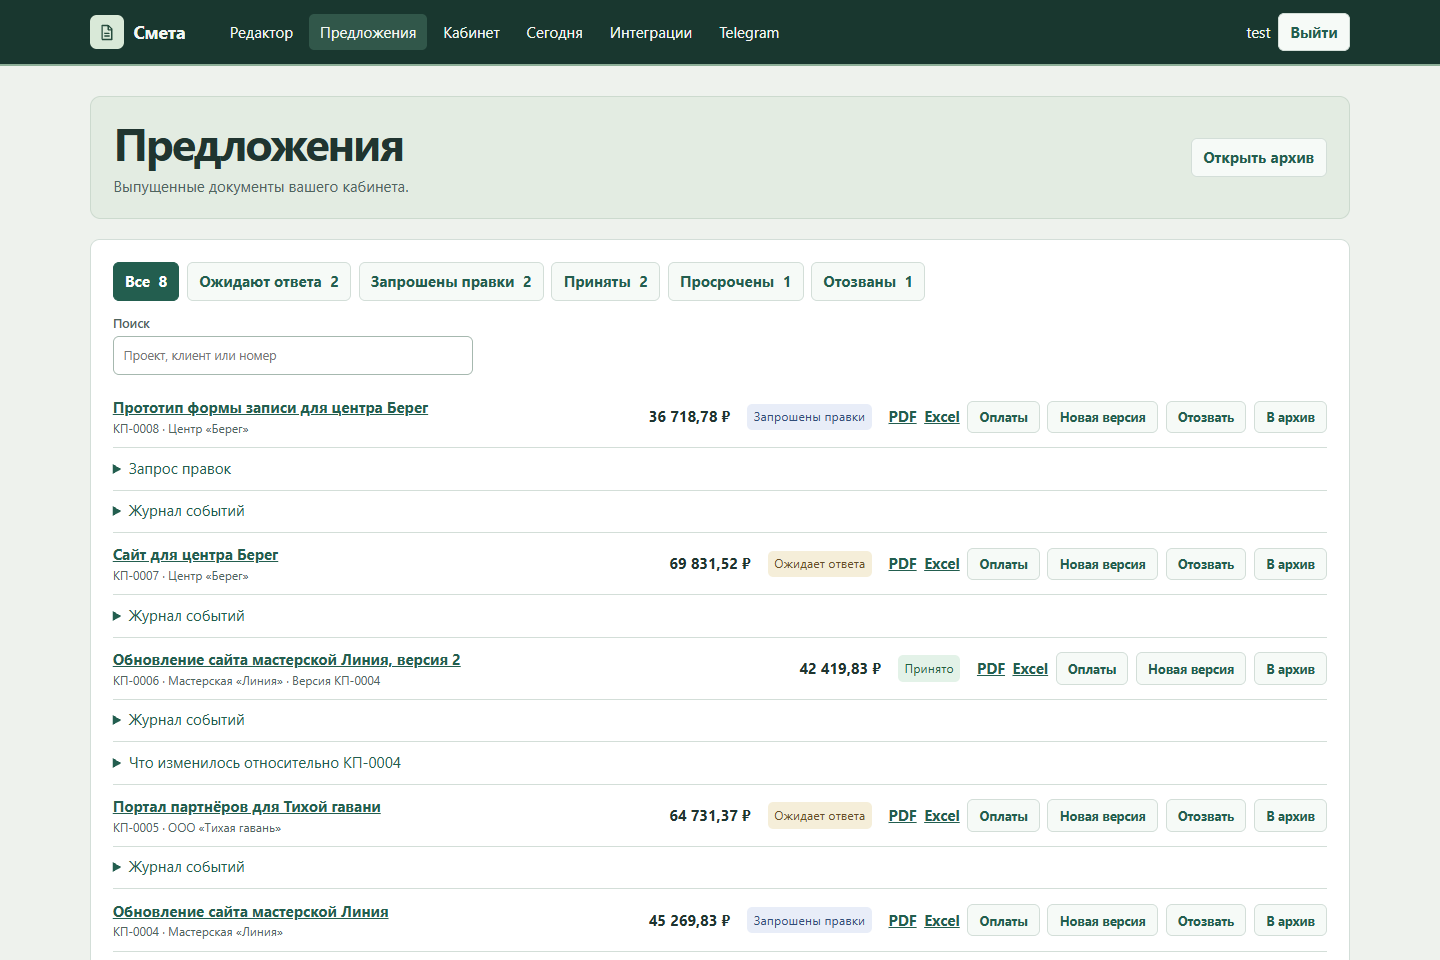 Смета
Редактор Предложения Кабинет Сегодня Интеграции Telegram
test Выйти
Предложения
Выпущенные документы вашего кабинета.
Открыть архив
Все 8 Ожидают ответа 2 Запрошены правки 2 Приняты 2 Просрочены 1 Отозваны 1
Поиск
Проект, клиент или номер
Прототип формы записи для центра Берег
КП-0008 · Центр «Берег»
36 718,78 ₽ Запрошены правки PDF Excel Оплаты Новая версия Отозвать В архив
Запрос правок
Журнал событий
Сайт для центра Берег
КП-0007 · Центр «Берег»
69 831,52 ₽ Ожидает ответа PDF Excel Оплаты Новая версия Отозвать В архив
Журнал событий
Обновление сайта мастерской Линия, версия 2
КП-0006 · Мастерская «Линия» · Версия КП-0004
42 419,83 ₽ Принято PDF Excel Оплаты Новая версия В архив
Журнал событий
Что изменилось относительно КП-0004
Портал партнёров для Тихой гавани
КП-0005 · ООО «Тихая гавань»
64 731,37 ₽ Ожидает ответа PDF Excel Оплаты Новая версия Отозвать В архив
Журнал событий
Обновление сайта мастерской Линия
КП-0004 · Мастерская «Линия»
45 269,83 ₽ Запрошены правки PDF Excel Оплаты Новая версия Отозвать В архив